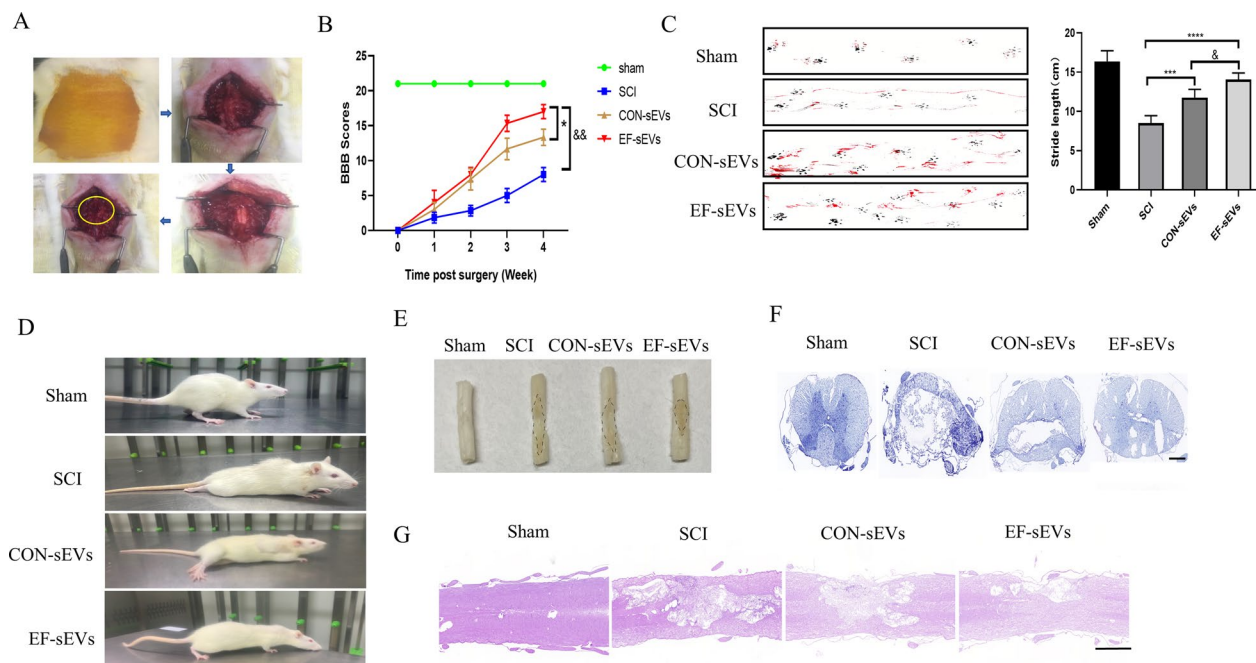 A
B
BBB Scores
25
20
15
10
5
0
0 1 2 3 4
Time post surgery (Week)
sham
SCI
CON-sEVs
EF-sEVs
*
&&
C
Sham
SCI
CON-sEVs
EF-sEVs
Stride length(cm)
20
15
10
5
0
****
***
&
Sham
SCI
CON-sEVs
EF-sEVs
D
Sham
SCI
CON-sEVs
EF-sEVs
E
Sham SCI CON-sEVs EF-sEVs
F
Sham SCI CON-sEVs EF-sEVs
G
Sham SCI CON-sEVs EF-sEVs